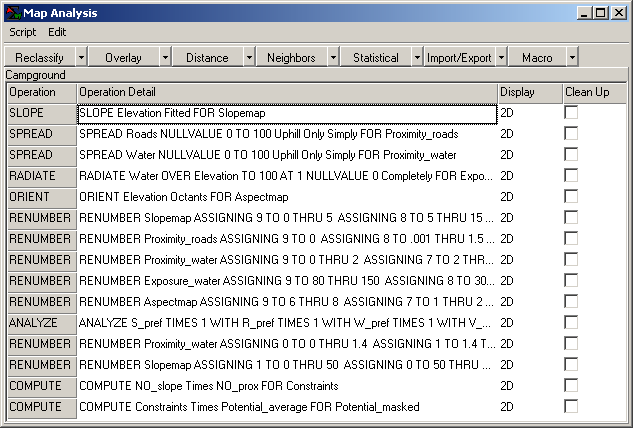 Map Analysis
Script Edit
Reclassify Overlay Distance Neighbors Statistical Import/Export Macro
Campground
Operation Operation Detail Display Clean Up
SLOPE SLOPE Elevation Fitted FOR Slopemap 2D
SPREAD SPREAD Roads NULLVALUE 0 TO 100 Uphill Only Simply FOR Proximity_roads 2D
SPREAD SPREAD Water NULLVALUE 0 TO 100 Uphill Only Simply FOR Proximity_water 2D
RADIATE RADIATE Water OVER Elevation TO 100 AT 1 NULLVALUE 0 Completely FOR Expo... 2D
ORIENT ORIENT Elevation Octants FOR Aspectmap 2D
RENUMBER RENUMBER Slopemap ASSIGNING 9 TO 0 THRU 5 ASSIGNING 8 TO 5 THRU 15 ... 2D
RENUMBER RENUMBER Proximity_roads ASSIGNING 9 TO 0 ASSIGNING 8 TO .001 THRU 1.5 ... 2D
RENUMBER RENUMBER Proximity_water ASSIGNING 9 TO 0 THRU 2 ASSIGNING 7 TO 2 THR... 2D
RENUMBER RENUMBER Exposure_water ASSIGNING 9 TO 80 THRU 150 ASSIGNING 8 TO 30... 2D
RENUMBER RENUMBER Aspectmap ASSIGNING 9 TO 6 THRU 8 ASSIGNING 7 TO 1 THRU 2 ... 2D
ANALYZE ANALYZE S_pref TIMES 1 WITH R_pref TIMES 1 WITH W_pref TIMES 1 WITH V_... 2D
RENUMBER RENUMBER Proximity_water ASSIGNING 0 TO 0 THRU 1.4 ASSIGNING 1 TO 1.4 T... 2D
RENUMBER RENUMBER Slopemap ASSIGNING 1 TO 0 THRU 50 ASSIGNING 0 TO 50 THRU ... 2D
COMPUTE COMPUTE NO_slope Times NO_prox FOR Constraints 2D
COMPUTE COMPUTE Constraints Times Potential_average FOR Potential_masked 2D